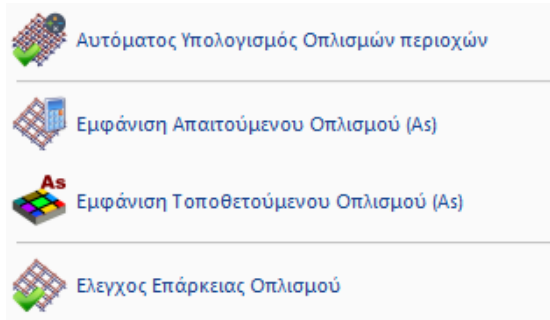 Αυτόματος Υπολογισμός Οπλισμών περιοχών
Εμφάνιση Απαιτούμενου Οπλισμού (As)
As
Εμφάνιση Τοποθετούμενου Οπλισμού (As)
Ελεγχος Επάρκειας Οπλισμού